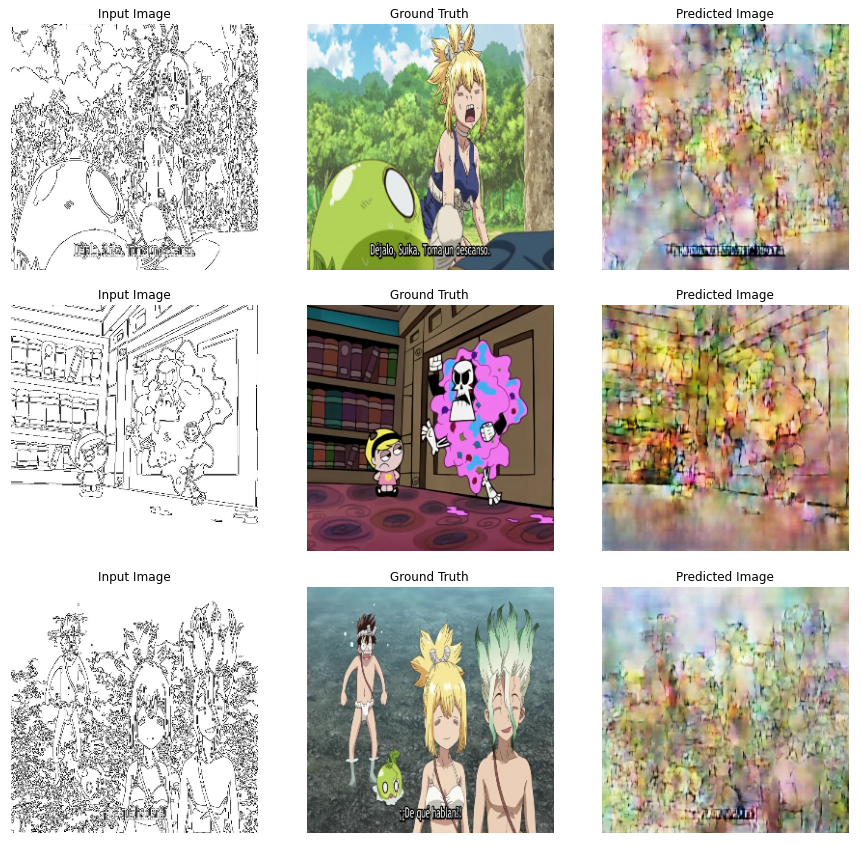 Input Image
Ground Truth
Predicted Image
Déjalo, Suika. Toma un descanso.
Input Image
Ground Truth
Predicted Image
Input Image
Ground Truth
Predicted Image
¡¿De qué hablan?!